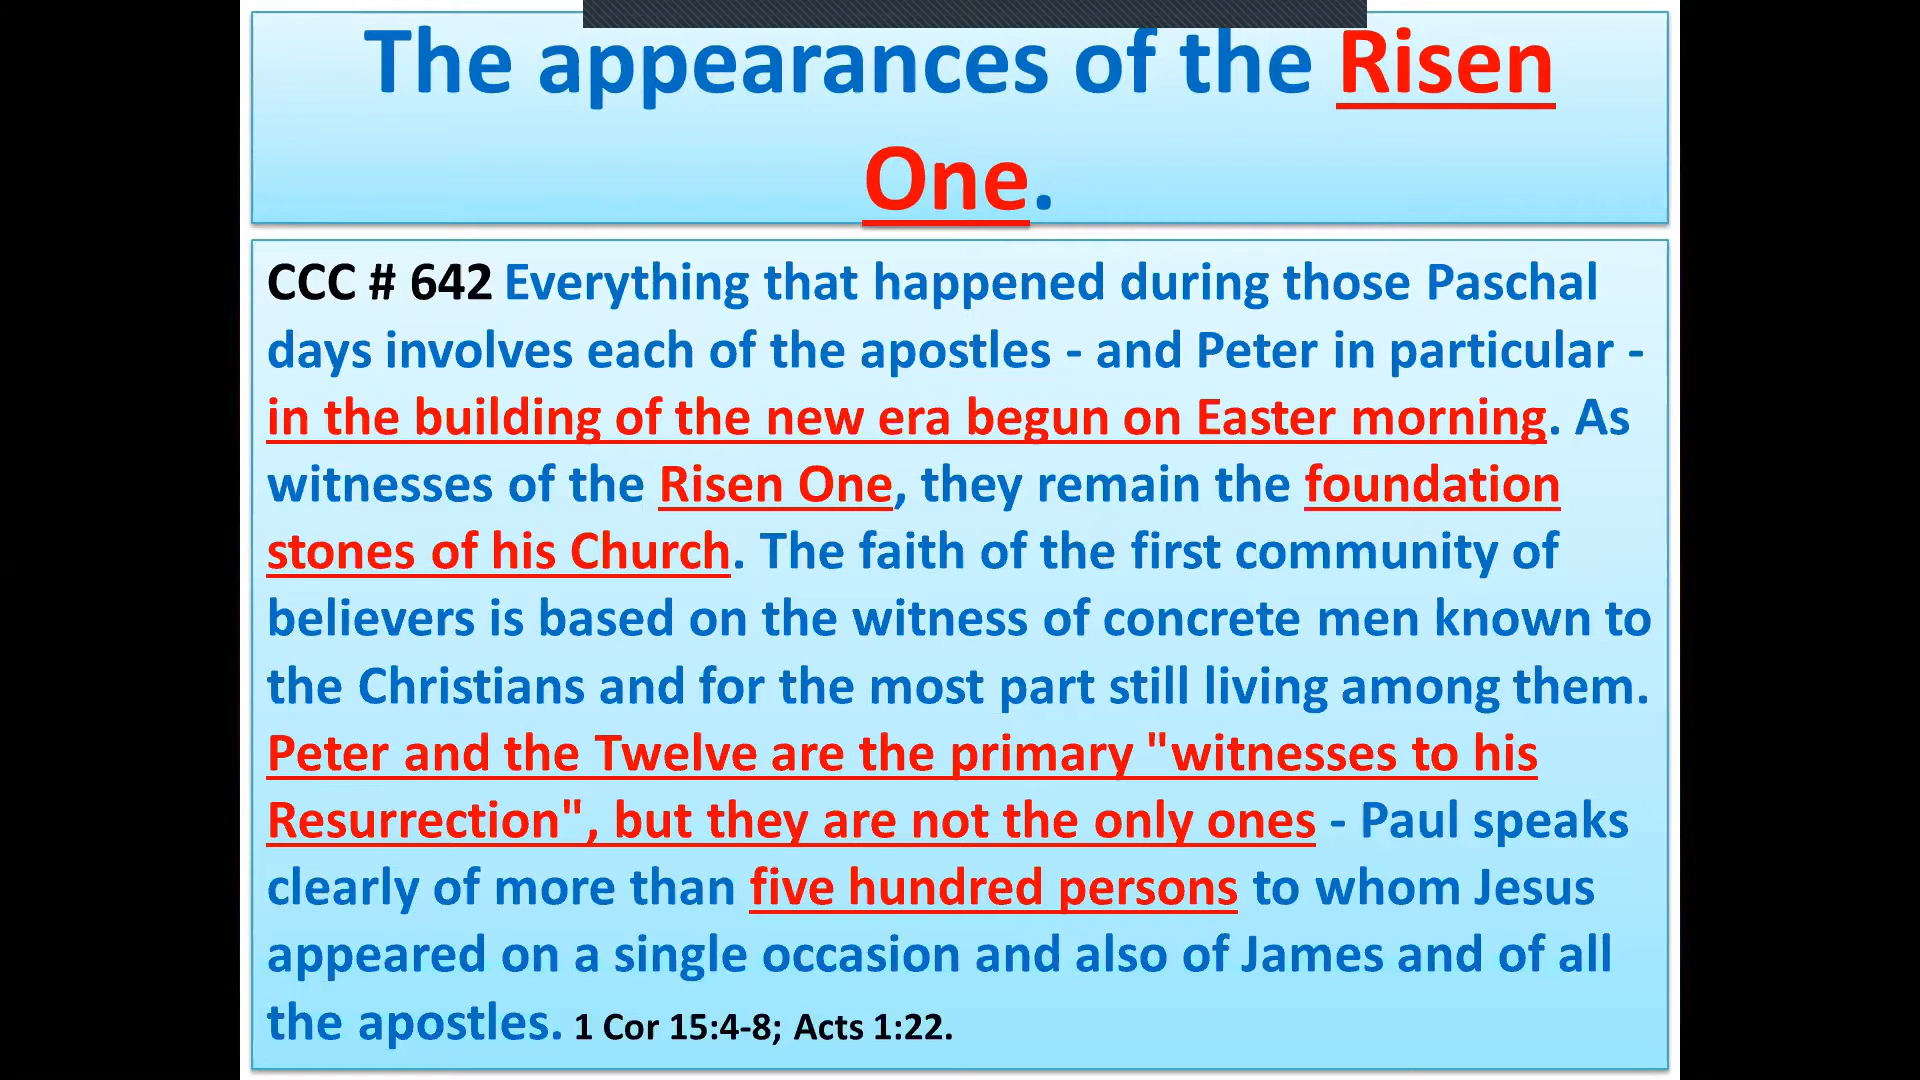 The appearances of the Risen
One.
CCC # 642 Everything that happened during those Paschal
days involves each of the apostles - and Peter in particular -
in the building of the new era begun on Easter morning. As
witnesses of the Risen One, they remain the foundation
stones of his Church. The faith of the first community of
believers is based on the witness of concrete men known to
the Christians and for the most part still living among them.
Peter and the Twelve are the primary "witnesses to his
Resurrection", but they are not the only ones - Paul speaks
clearly of more than five hundred persons to whom Jesus
appeared on a single occasion and also of James and of all
the apostles. 1 Cor 15:4-8; Acts 1:22.